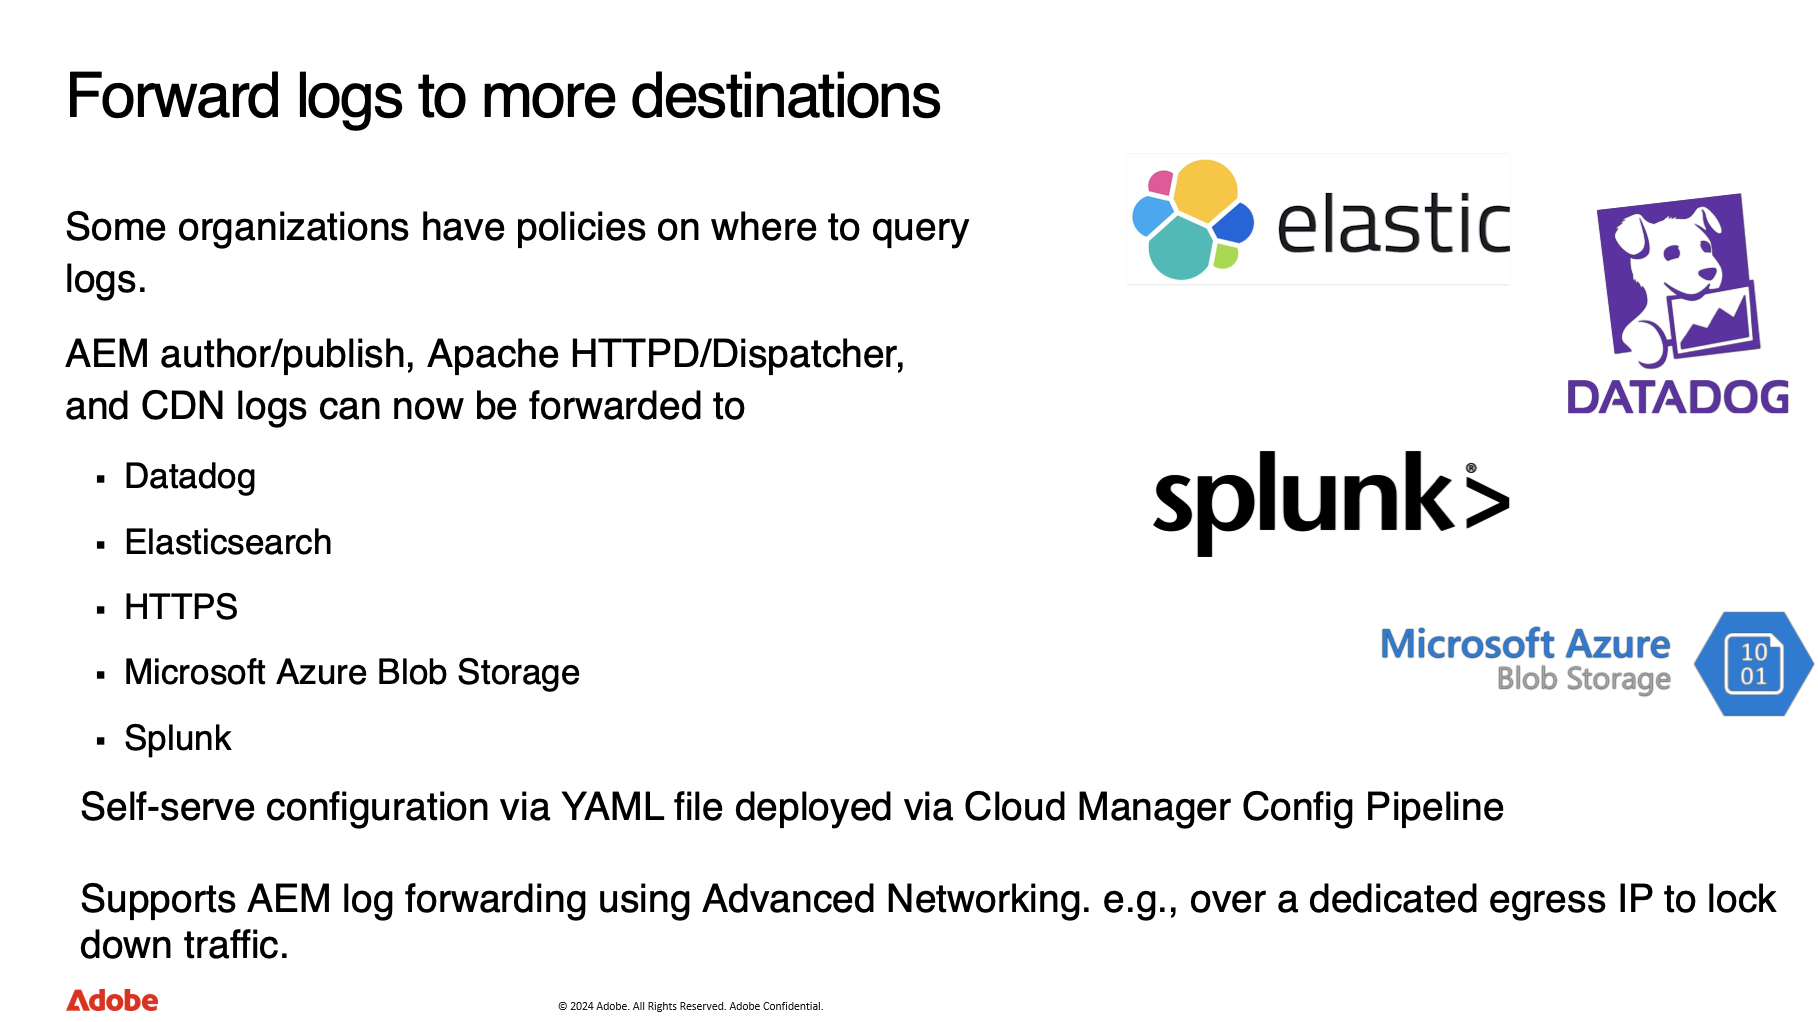 Forward logs to more destinations
Some organizations have policies on where to query
logs.
AEM author/publish, Apache HTTPD/Dispatcher,
and CDN logs can now be forwarded to
▪ Datadog
▪ Elasticsearch
▪ HTTPS
▪ Microsoft Azure Blob Storage
▪ Splunk
Self-serve configuration via YAML file deployed via Cloud Manager Config Pipeline
Supports AEM log forwarding using Advanced Networking. e.g., over a dedicated egress IP to lock
down traffic.
elastic
DATADOG
splunk>®
Microsoft Azure
Blob Storage
10
01
Adobe
© 2024 Adobe. All Rights Reserved. Adobe Confidential.